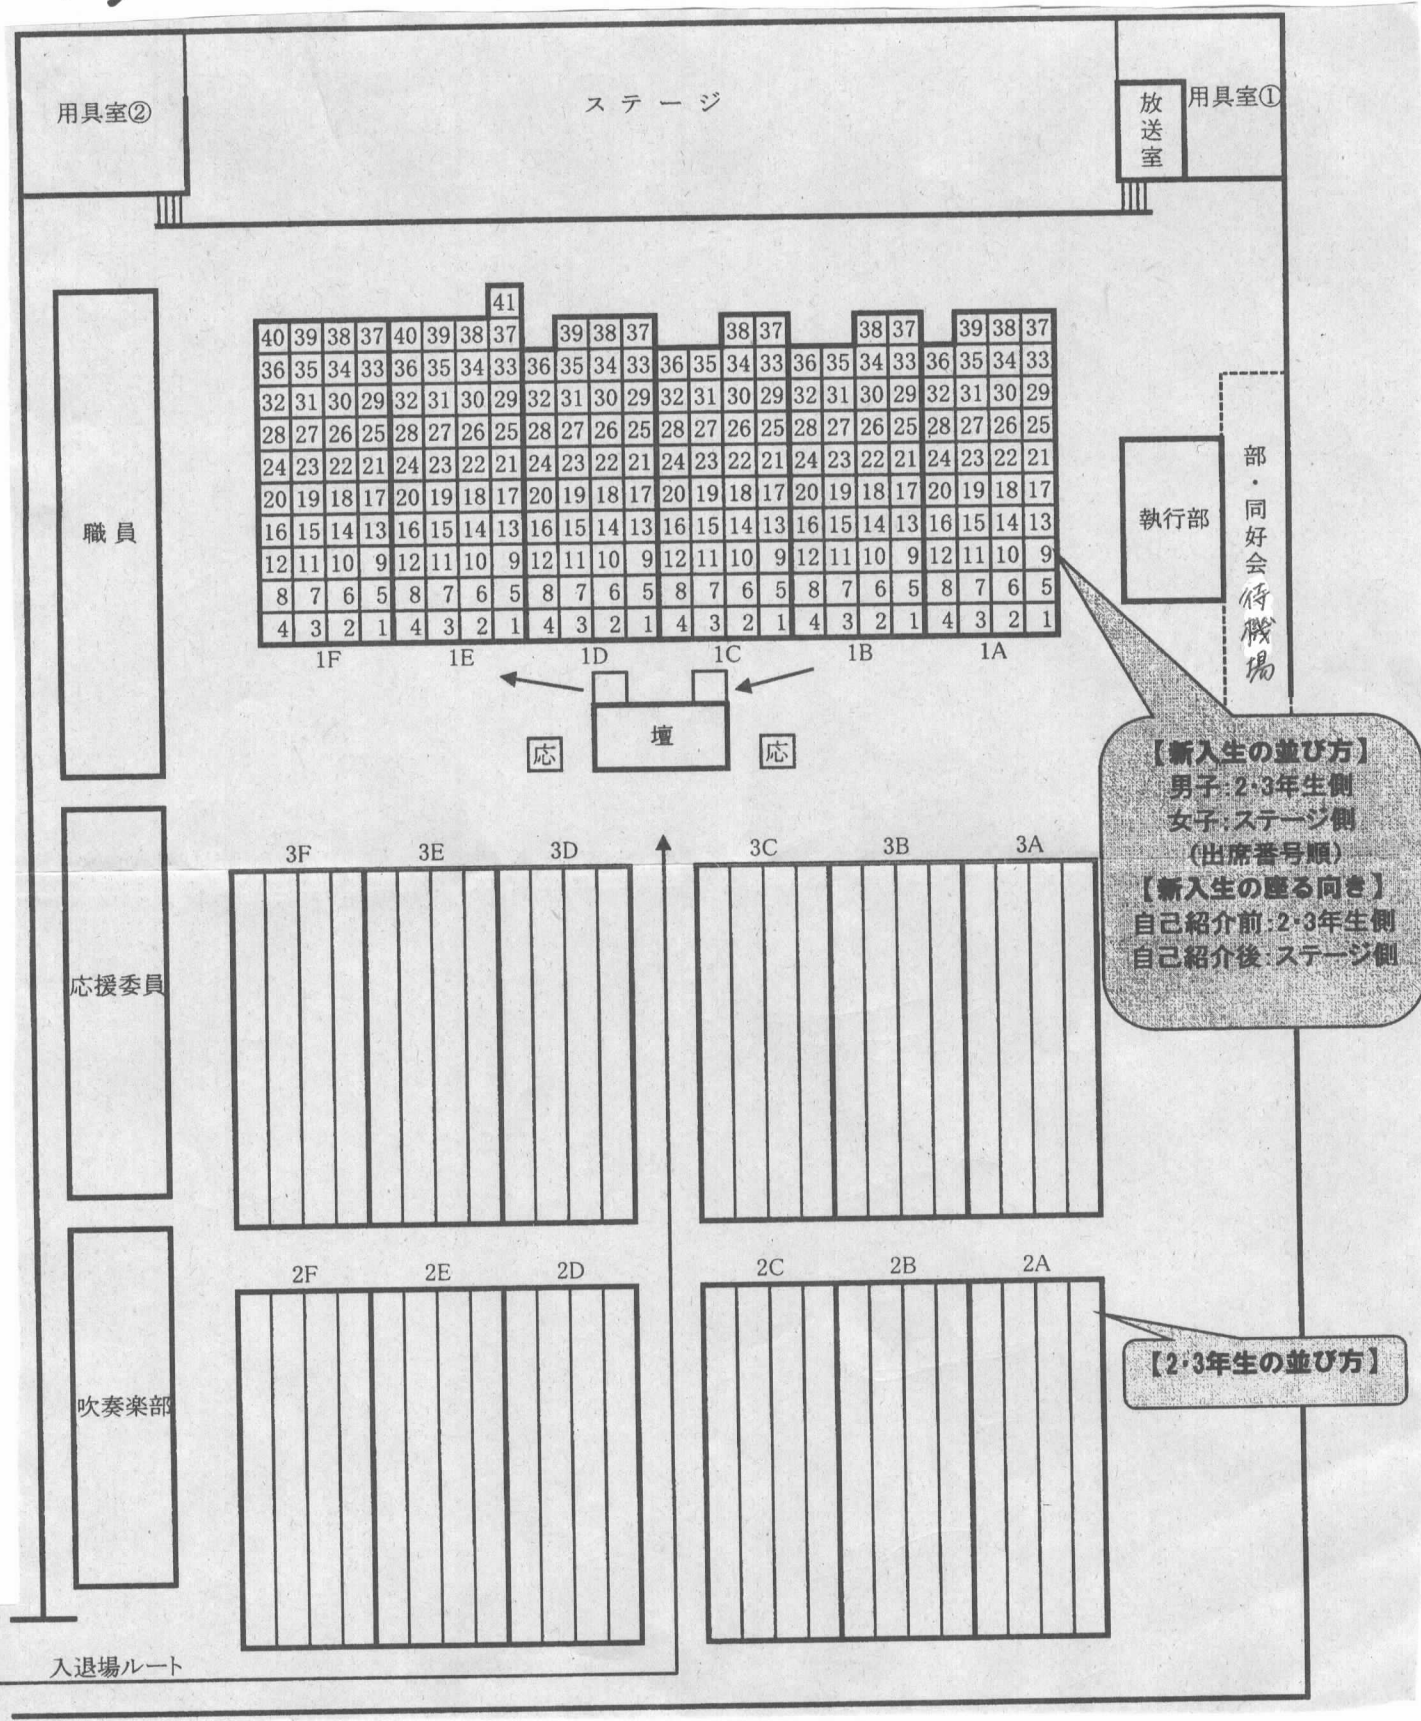 用具室②
ステージ
放送室
用具室①
41
40 39 38 37 40 39 38 37 39 38 37 38 37 38 37 39 38 37
36 35 34 33 36 35 34 33 36 35 34 33 36 35 34 33 36 35 34 33 36 35 34 33
32 31 30 29 32 31 30 29 32 31 30 29 32 31 30 29 32 31 30 29 32 31 30 29
28 27 26 25 28 27 26 25 28 27 26 25 28 27 26 25 28 27 26 25 28 27 26 25
24 23 22 21 24 23 22 21 24 23 22 21 24 23 22 21 24 23 22 21 24 23 22 21
20 19 18 17 20 19 18 17 20 19 18 17 20 19 18 17 20 19 18 17 20 19 18 17
16 15 14 13 16 15 14 13 16 15 14 13 16 15 14 13 16 15 14 13 16 15 14 13
12 11 10 9 12 11 10 9 12 11 10 9 12 11 10 9 12 11 10 9 12 11 10 9
8 7 6 5 8 7 6 5 8 7 6 5 8 7 6 5 8 7 6 5 8 7 6 5
4 3 2 1 4 3 2 1 4 3 2 1 4 3 2 1 4 3 2 1 4 3 2 1
1F 1E 1D 1C 1B 1A
職員
執行部
部・同好会待機場
応
壇
応
【新入生の並び方】
男子:2・3年生側
女子:ステージ側
(出席番号順)
【新入生の座る向き】
自己紹介前:2・3年生側
自己紹介後:ステージ側
3F 3E 3D 3C 3B 3A
応援委員
2F 2E 2D 2C 2B 2A
【2・3年生の並び方】
吹奏楽部
入退場ルート